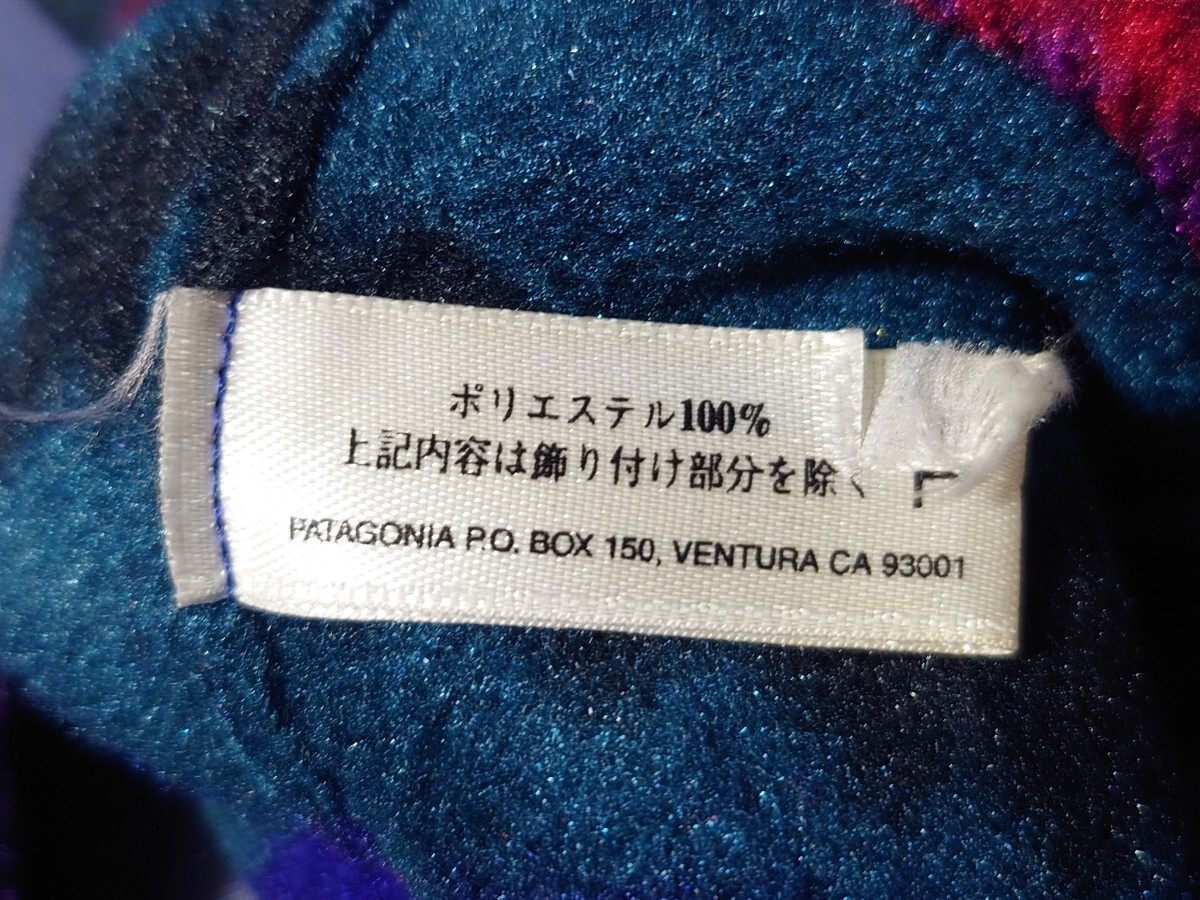 ポリエステル100%
上記内容は飾り付け部分を除く
PATAGONIA P.O. BOX 150, VENTURA CA 93001